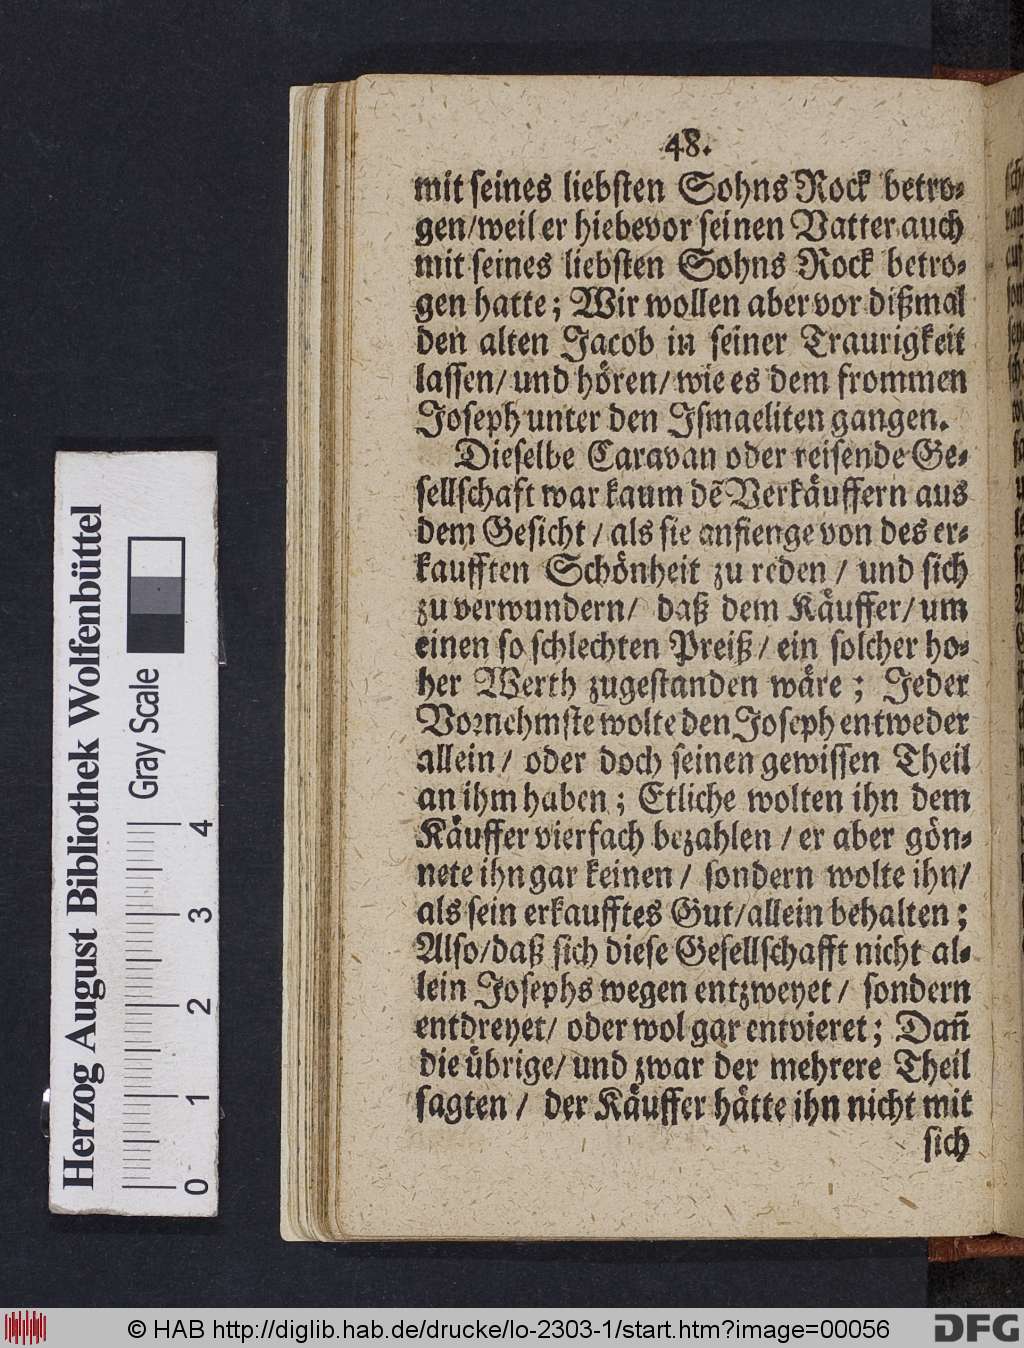 48.
mit seines liebsten Sohns Rock betro-
gen/weil er hiebevor seinen Vatter auch
mit seines liebsten Sohns Rock betro-
gen hatte; Wir wollen aber vor dißmal
den alten Jacob in seiner Traurigkeit
lassen/ und hören/ wie es dem frommen
Joseph unter den Ismaeliten gangen.
Dieselbe Caravan oder reisende Ge-
sellschaft war kaum dẽ Verkäuffern aus
dem Gesicht / als sie anfienge von des er-
kaufften Schönheit zu reden / und sich
zu verwundern/ daß dem Käuffer/ um
einen so schlechten Preiß / ein solcher ho-
her Werth zugestanden wäre ; Jeder
Vornehmste wolte den Joseph entweder
allein / oder doch seinen gewissen Theil
an ihm haben ; Etliche wolten ihn dem
Käuffer vierfach bezahlen / er aber gön-
nete ihn gar keinen / sondern wolte ihn/
als sein erkaufftes Gut/allein behalten ;
Also/daß sich diese Gesellschafft nicht al-
lein Josephs wegen entzweyet / sondern
entdreyet/ oder wol gar entvieret ; Dañ
die übrige/ und zwar der mehrere Theil
sagten / der Käuffer hätte ihn nicht mit
sich
Herzog August Bibliothek Wolfenbüttel
Gray Scale
0 1 2 3 4
© HAB http://diglib.hab.de/drucke/lo-2303-1/start.htm?image=00056
DFG